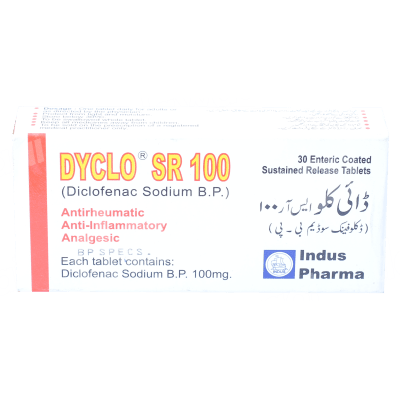 DYCLO® SR 100
(Diclofenac Sodium B.P.)
Antirheumatic
Anti-Inflammatory
Analgesic
BP SPECS.
Each tablet contains:
Diclofenac Sodium B.P. 100mg.
30 Enteric Coated
Sustained Release Tablets
ڈائی کلو ایس آر ۱۰۰
(ڈکلوفینک سوڈیم بی - پی)
Indus
Pharma